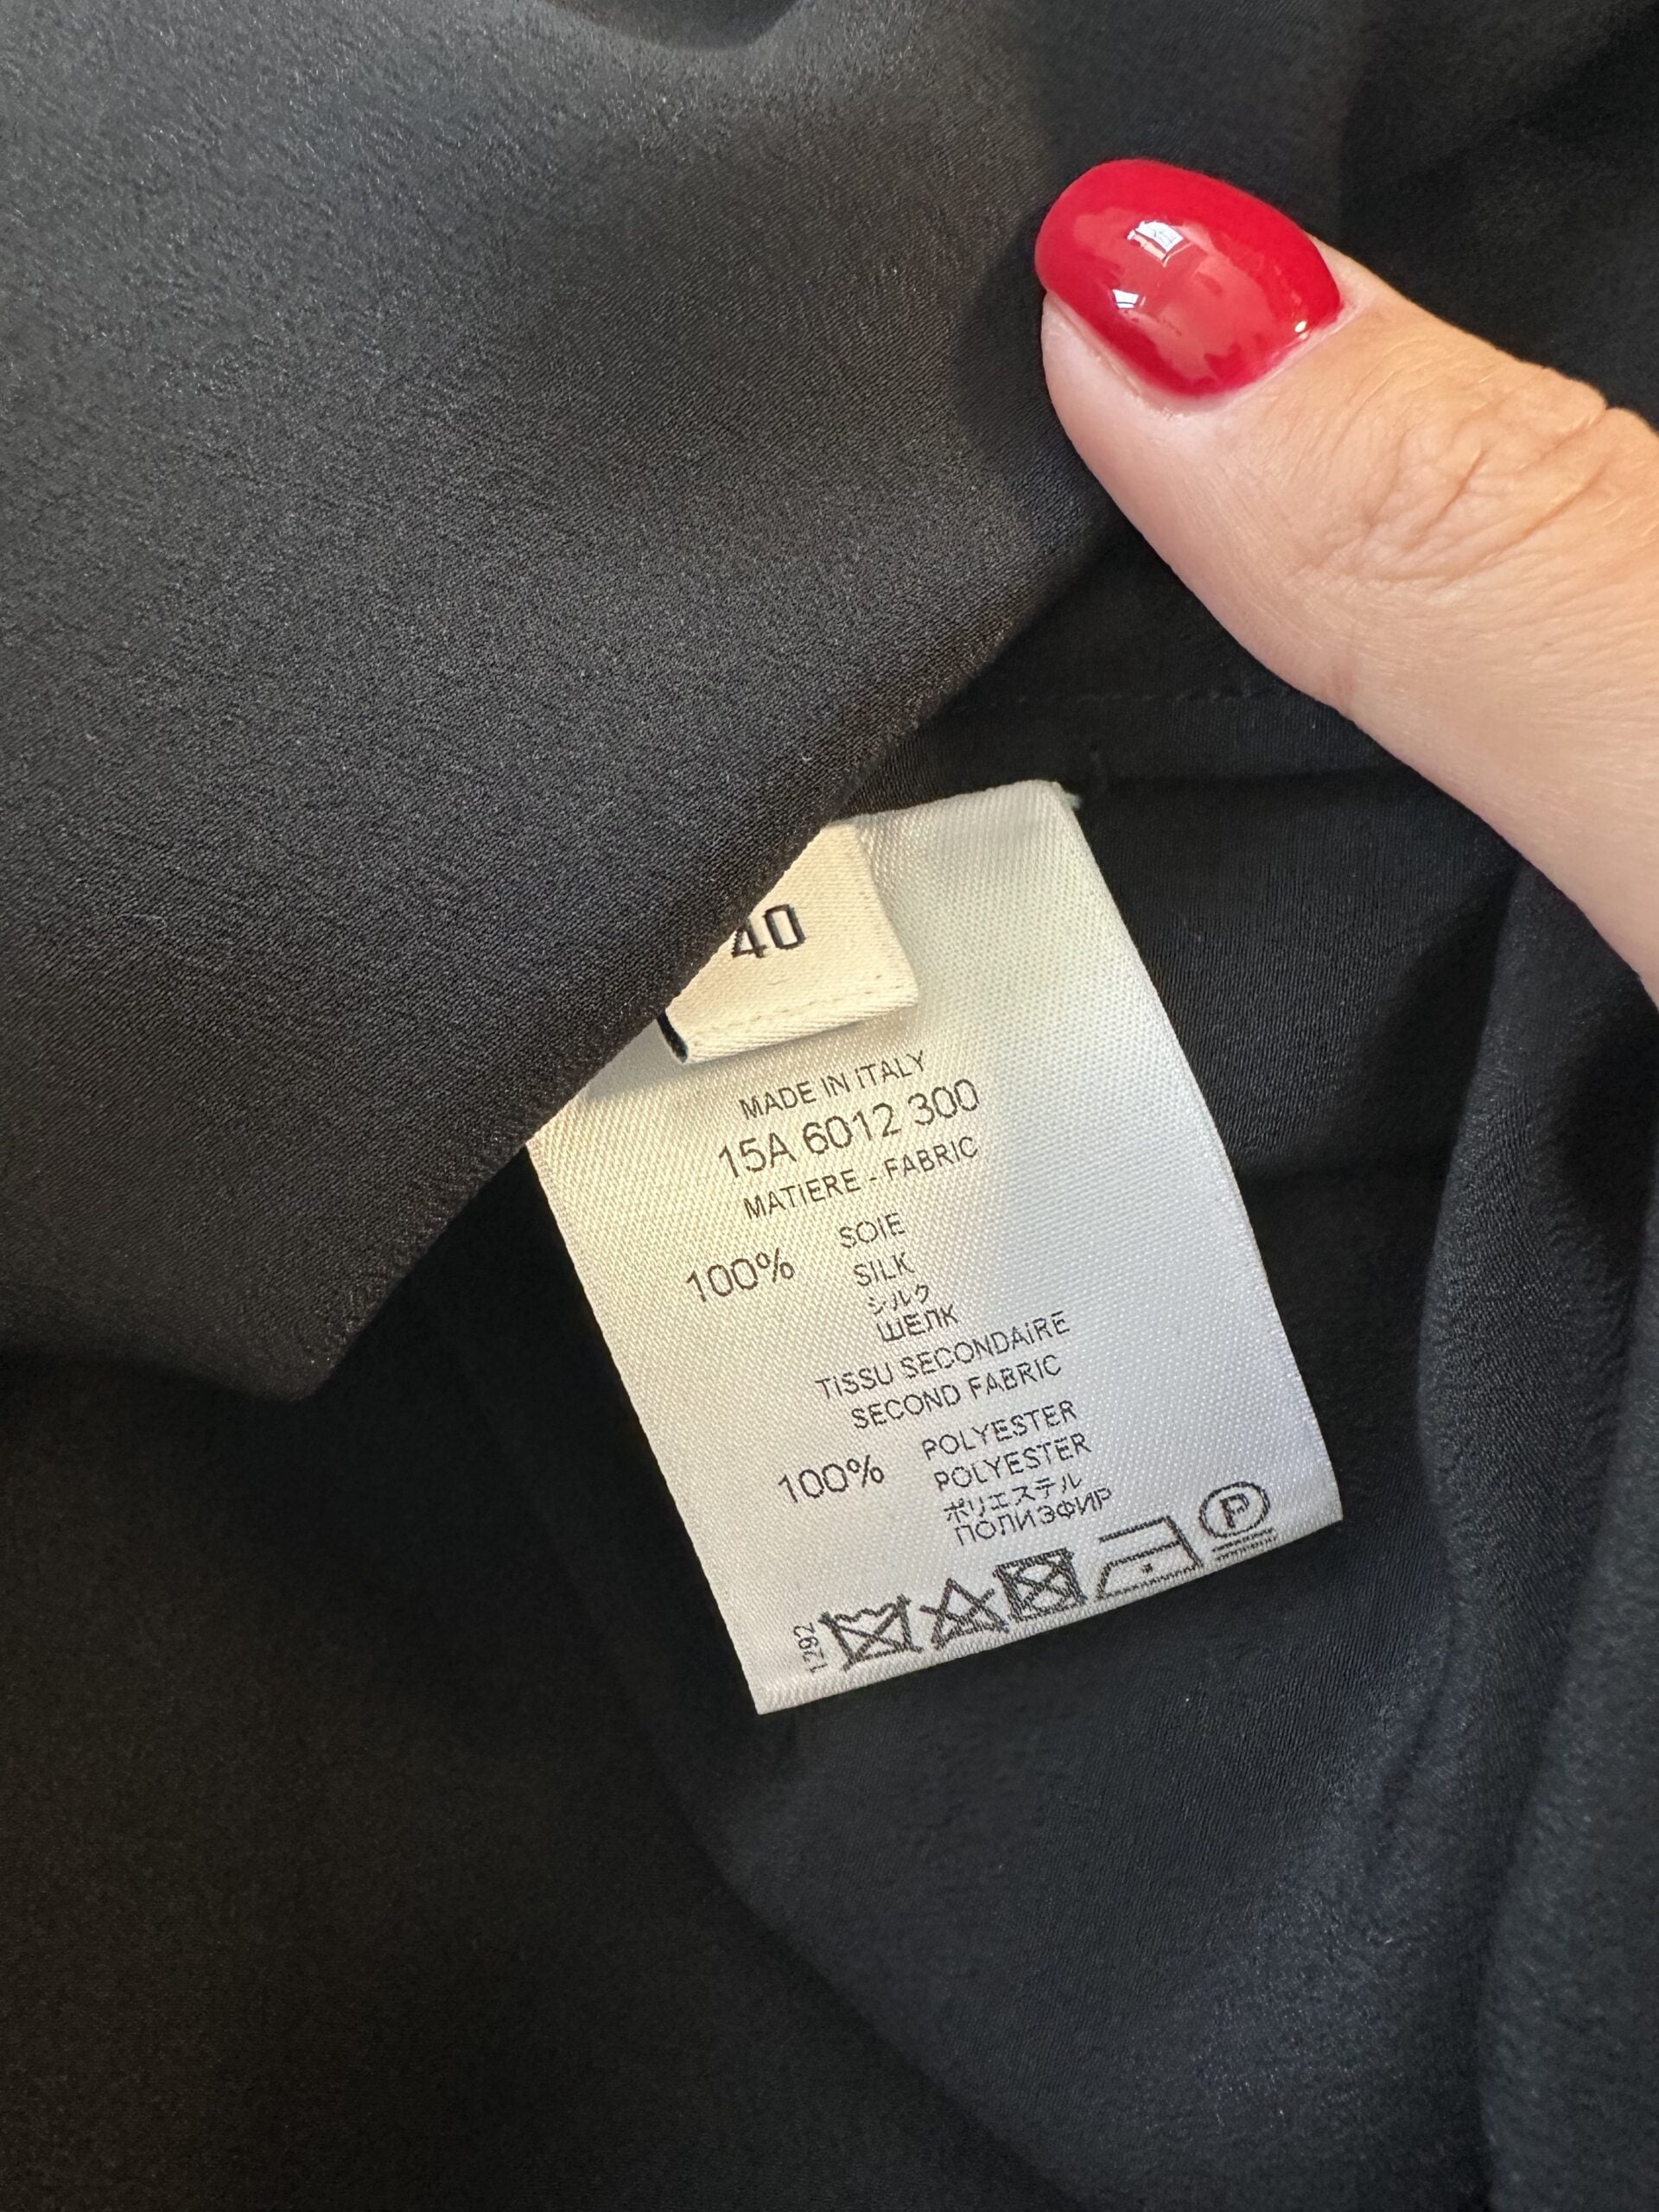 40
MADE IN ITALY
15A 6012 300
MATIERE - FABRIC
100% SOIE
SILK
シルク
ШЕЛК
TISSU SECONDAIRE
SECOND FABRIC
100% POLYESTER
POLYESTER
ポリエステル
ПОЛИЭФИР
1292
P